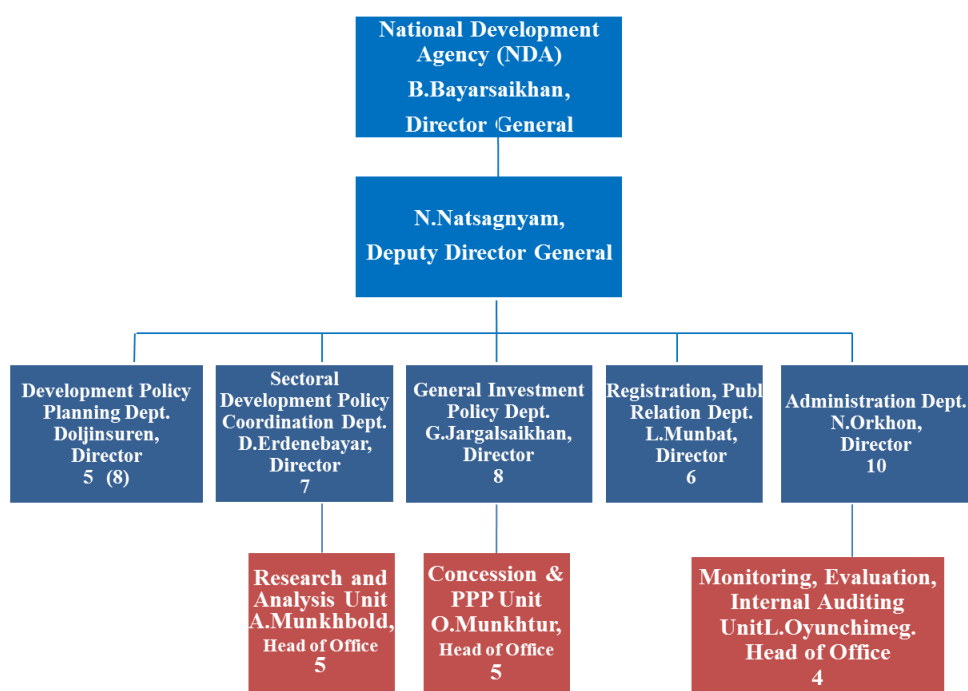 National Development
Agency (NDA)
B.Bayarsaikhan,
Director General
N.Natsagnyam,
Deputy Director General
Development Policy
Planning Dept.
Doljinsuren,
Director
5 (8)
Sectoral
Development Policy
Coordination Dept.
D.Erdenebayar,
Director
7
General Investment
Policy Dept.
G.Jargalsaikhan,
Director
8
Registration, Publ
Relation Dept.
L.Munbat,
Director
6
Administration Dept.
N.Orkhon,
Director
10
Research and
Analysis Unit
A.Munkhbold,
Head of Office
5
Concession &
PPP Unit
O.Munkhtur,
Head of Office
5
Monitoring, Evaluation,
Internal Auditing
UnitL.Oyunchimeg.
Head of Office
4